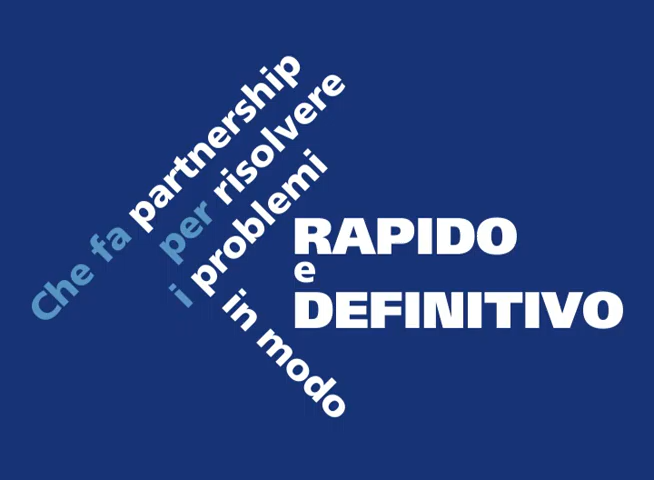 Che fa partnership
per risolvere
i problemi
in modo
RAPIDO
e
DEFINITIVO